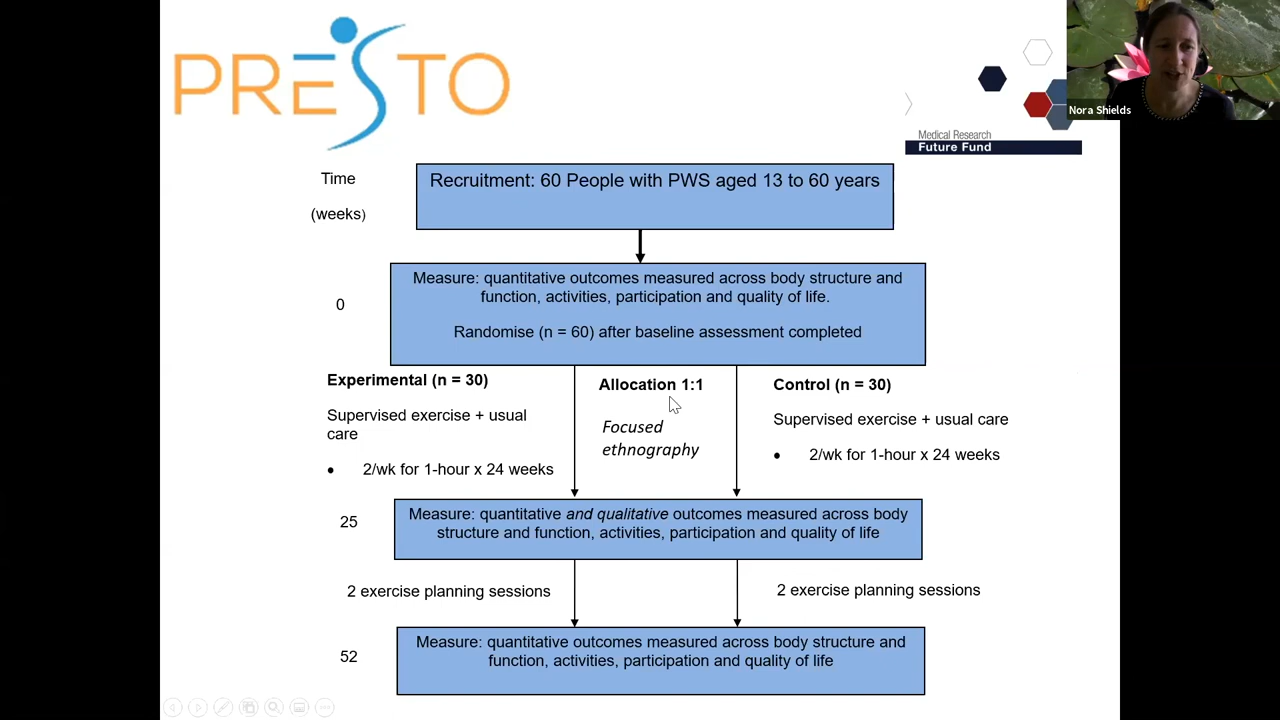 PRESTO
Nora Shields
Medical Research
Future Fund
Time
(weeks)
Recruitment: 60 People with PWS aged 13 to 60 years
0
Measure: quantitative outcomes measured across body structure and
function, activities, participation and quality of life.
Randomise (n = 60) after baseline assessment completed
Experimental (n = 30)
Supervised exercise + usual
care
• 2/wk for 1-hour x 24 weeks
Allocation 1:1
Focused
ethnography
Control (n = 30)
Supervised exercise + usual care
• 2/wk for 1-hour x 24 weeks
25
Measure: quantitative and qualitative outcomes measured across body
structure and function, activities, participation and quality of life
2 exercise planning sessions
2 exercise planning sessions
52
Measure: quantitative outcomes measured across body structure and
function, activities, participation and quality of life